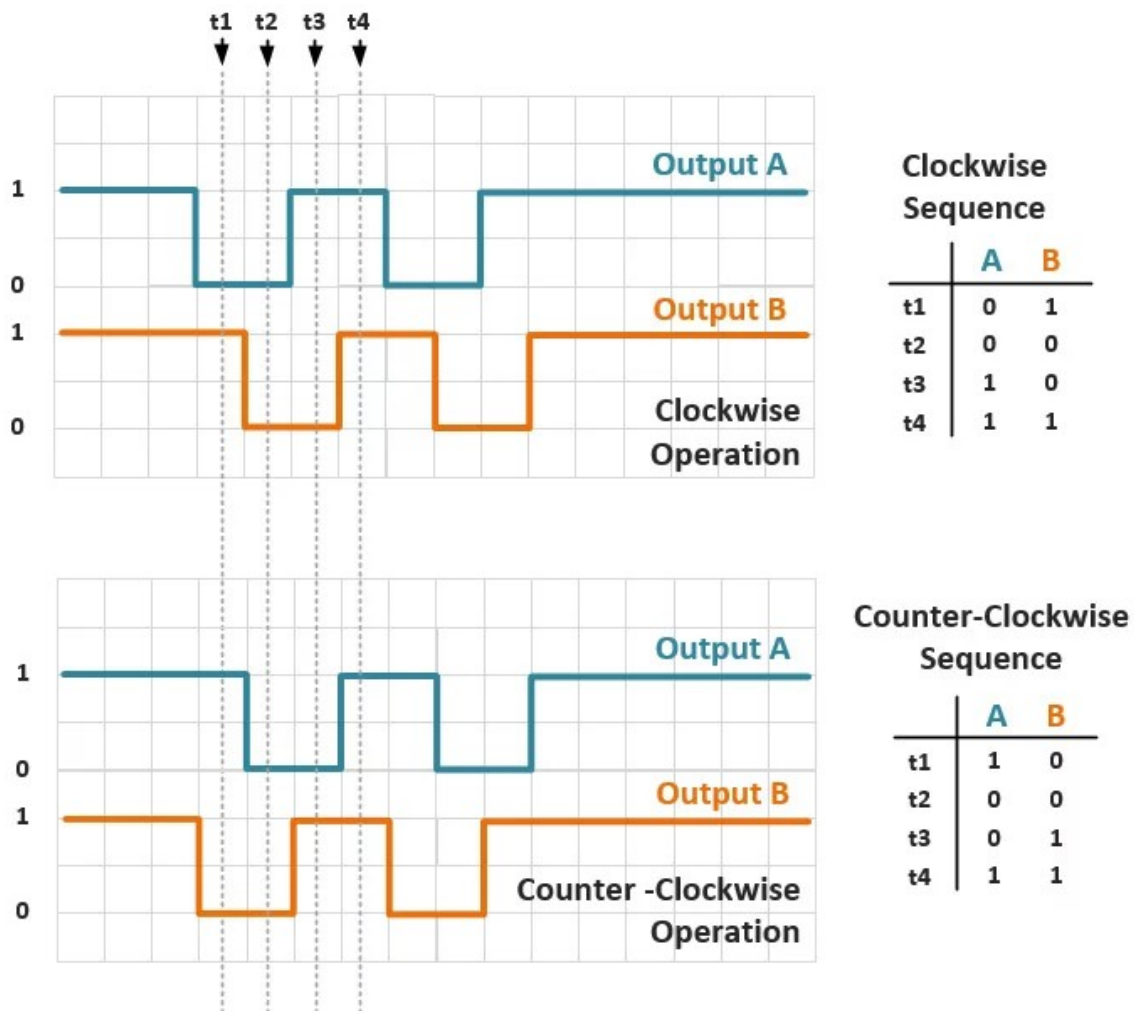 t1 t2 t3 t4
Output A
1
0
Output B
1
0
Clockwise
Operation
Clockwise
Sequence
A B
t1 0 1
t2 0 0
t3 1 0
t4 1 1
Output A
1
0
Output B
1
0
Counter -Clockwise
Operation
Counter-Clockwise
Sequence
A B
t1 1 0
t2 0 0
t3 0 1
t4 1 1